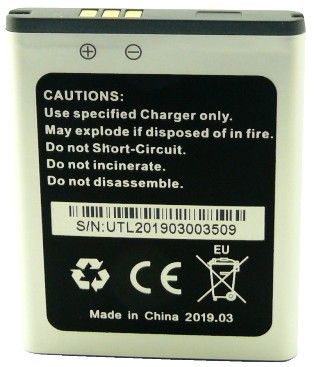 CAUTIONS:
Use specified Charger only.
May explode if disposed of in fire.
Do not Short-Circuit.
Do not incinerate.
Do not disassemble.
S/N:UTL201903003509
EU
CE
Made in China 2019.03